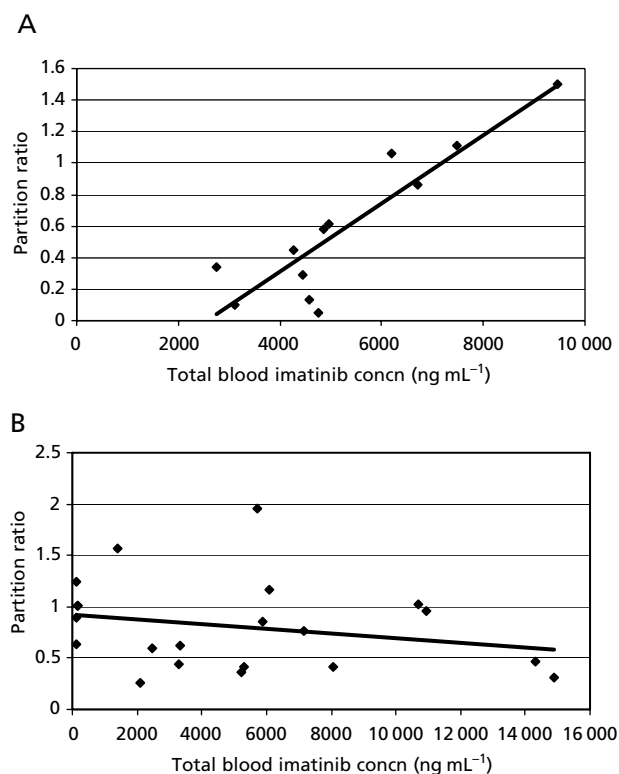 A
1.6
1.4
1.2
1
0.8
0.6
0.4
0.2
0
Partition ratio
0 2000 4000 6000 8000 10 000
Total blood imatinib concn (ng mL⁻¹)
B
2.5
2
1.5
1
0.5
0
Partition ratio
0 2000 4000 6000 8000 10 000 12 000 14 000 16 000
Total blood imatinib concn (ng mL⁻¹)